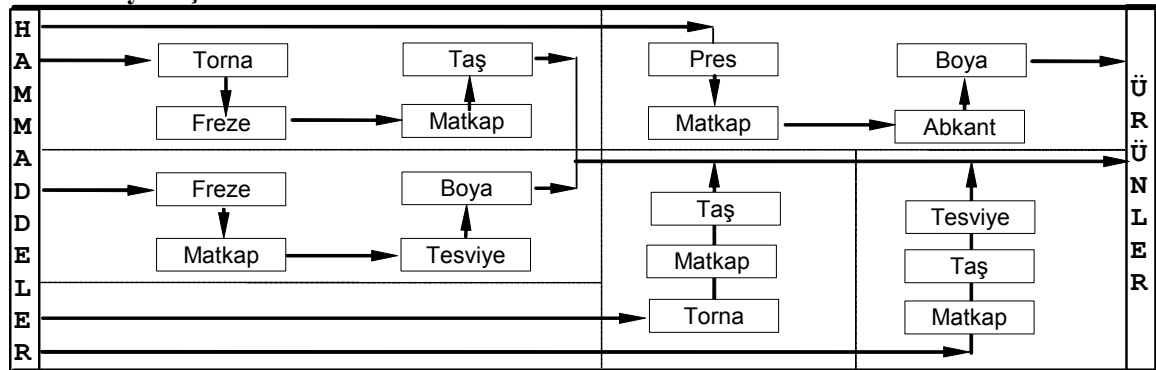 HAMMADDELER
Torna
Freze
Matkap
Taş
Pres
Matkap
Abkant
Boya
Freze
Matkap
Tesviye
Boya
Taş
Matkap
Torna
Tesviye
Taş
Matkap
ÜRÜNLER